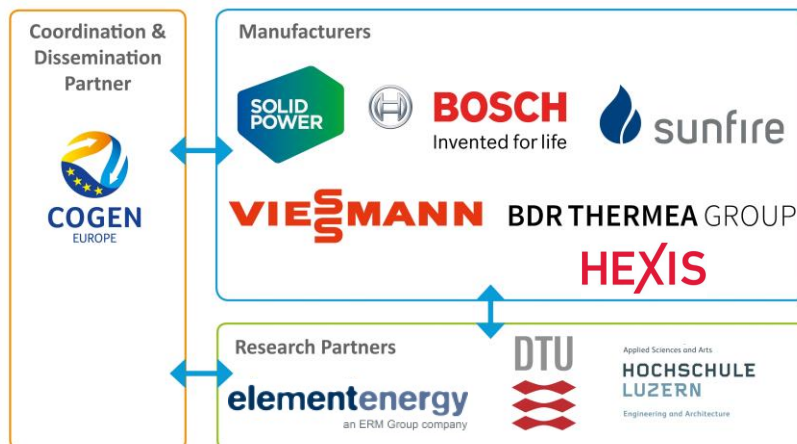 Coordination &
Dissemination
Partner
COGEN
EUROPE
Manufacturers
SOLID
POWER
BOSCH
Invented for life
sunfire
VIESSMANN
BDR THERMEA GROUP
HEXIS
Research Partners
elementenergy
an ERM Group company
DTU
Applied Sciences and Arts
HOCHSCHULE
LUZERN
Engineering and Architecture